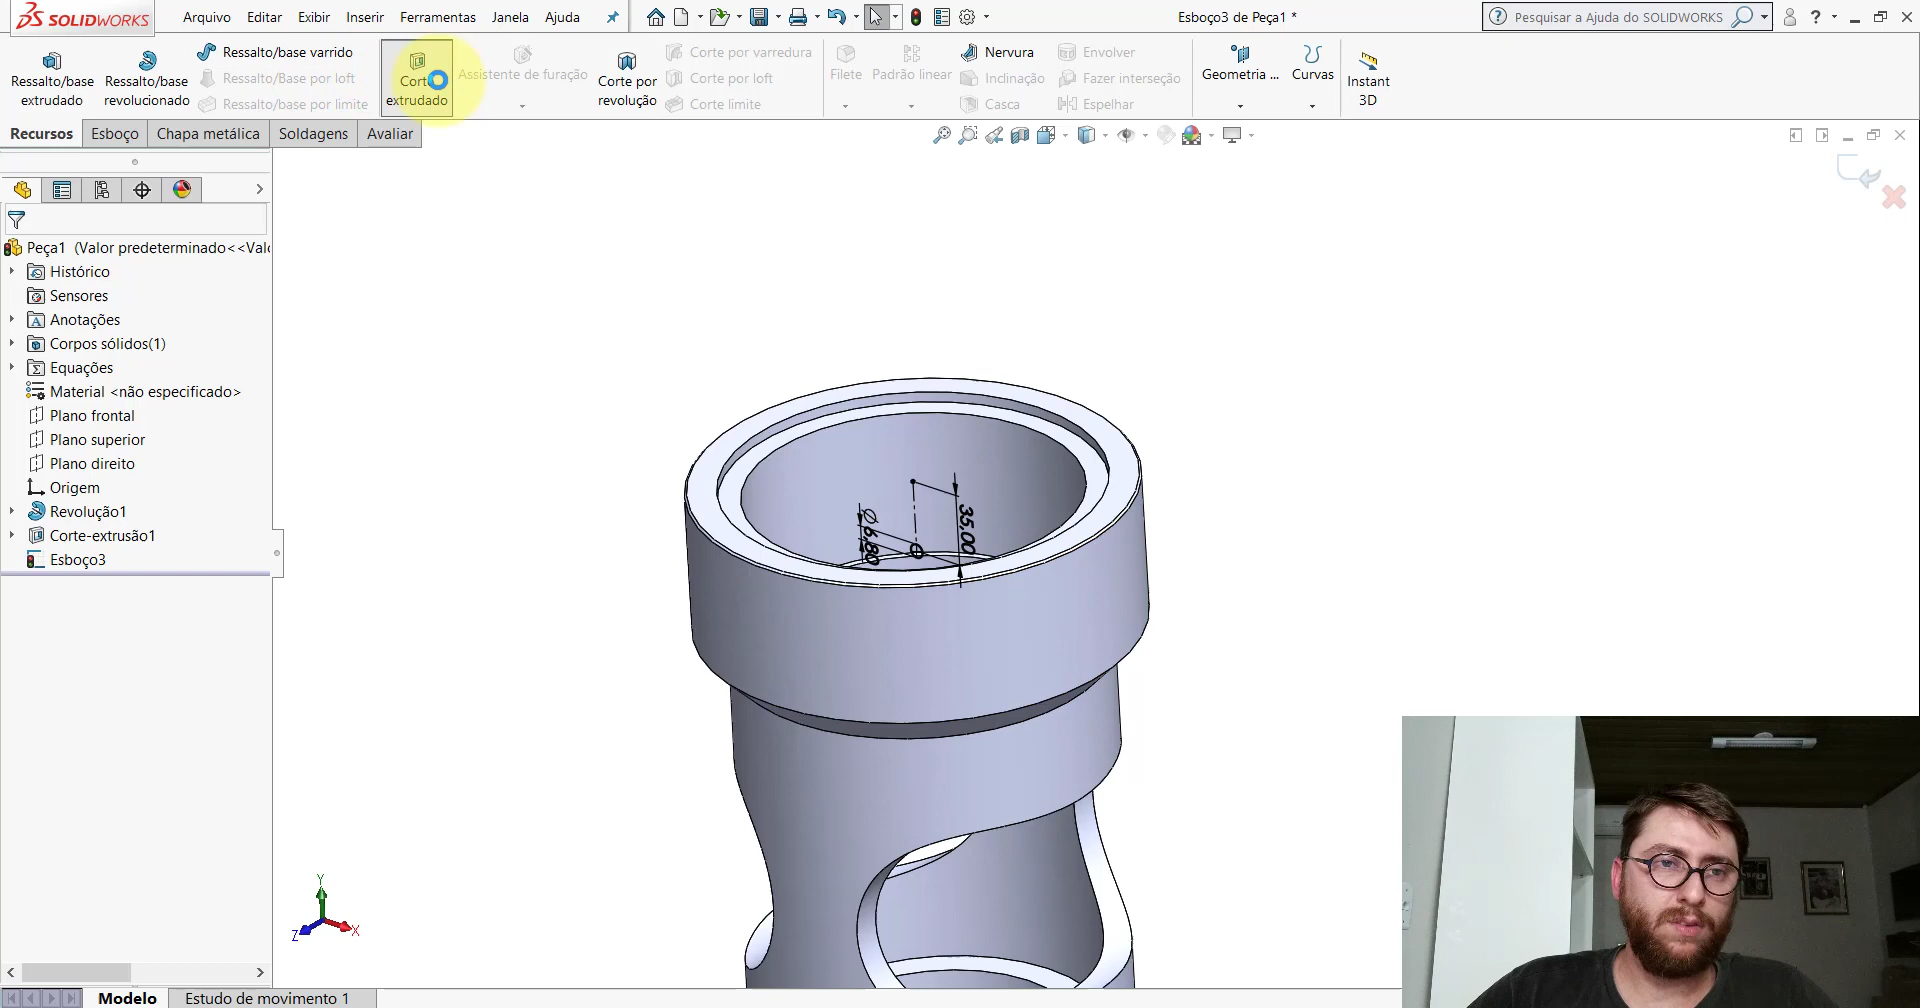 SOLIDWORKS
Arquivo
Editar
Exibir
Inserir
Ferramentas
Janela
Ajuda
Esboço3 de Peça1 *
Pesquisar a Ajuda do SOLIDWORKS
Ressalto/base extrudado
Ressalto/base revolucionado
Ressalto/base varrido
Ressalto/Base por loft
Ressalto/base por limite
Corte extrudado
Assistente de furação
Corte por revolução
Corte por varredura
Corte por loft
Corte limite
Filete
Padrão linear
Nervura
Inclinação
Casca
Envolver
Fazer interseção
Espelhar
Geometria ...
Curvas
Instant 3D
Recursos
Esboço
Chapa metálica
Soldagens
Avaliar
Peça1 (Valor predeterminado<<Valo
Histórico
Sensores
Anotações
Corpos sólidos(1)
Equações
Material <não especificado>
Plano frontal
Plano superior
Plano direito
Origem
Revolução1
Corte-extrusão1
Esboço3
Ø6,80
35,00
Y
X
Z
Modelo
Estudo de movimento 1